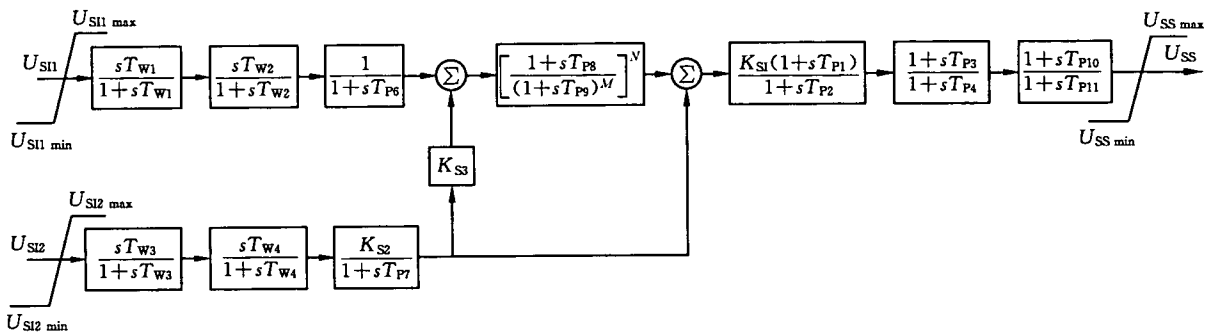 U_SI1 max
U_SI1
U_SI1 min
sT_W1
1+sT_W1
sT_W2
1+sT_W2
1
1+sT_P6
Σ
[1+sT_P8
(1+sT_P9)^M]^N
Σ
K_S1(1+sT_P1)
1+sT_P2
1+sT_P3
1+sT_P4
1+sT_P10
1+sT_P11
U_SS max
U_SS
U_SS min
K_S3
U_SI2 max
U_SI2
U_SI2 min
sT_W3
1+sT_W3
sT_W4
1+sT_W4
K_S2
1+sT_P7